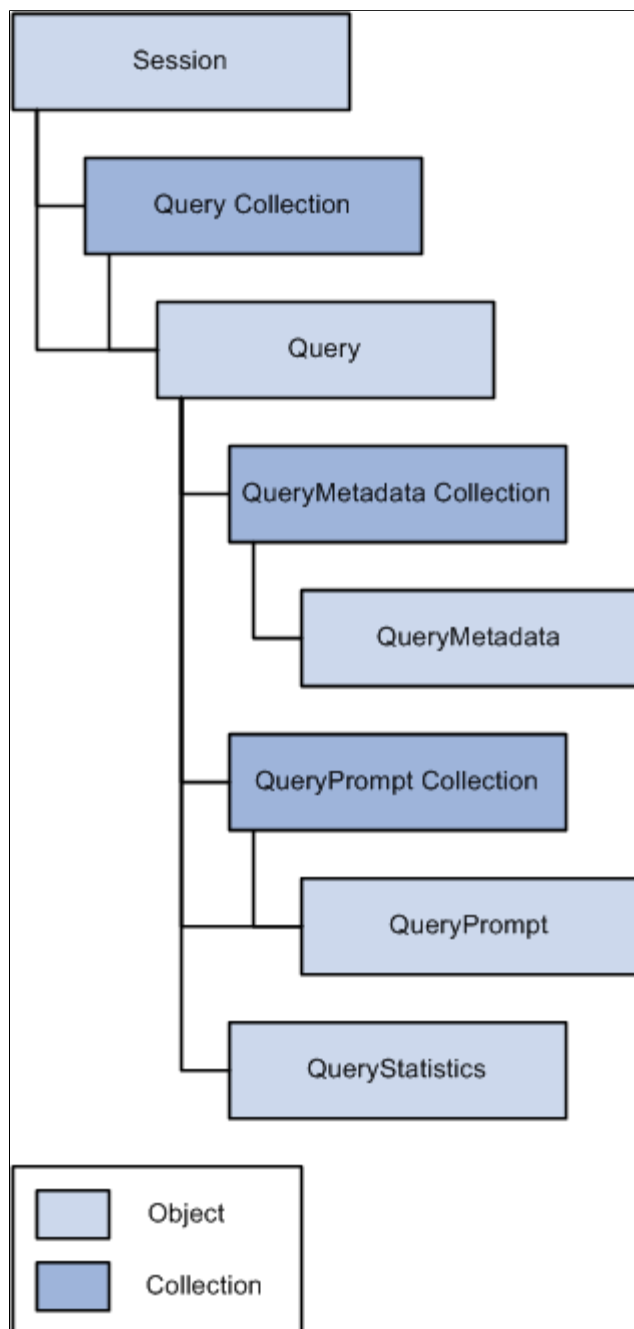 Session
Query Collection
Query
QueryMetadata Collection
QueryMetadata
QueryPrompt Collection
QueryPrompt
QueryStatistics
Object
Collection